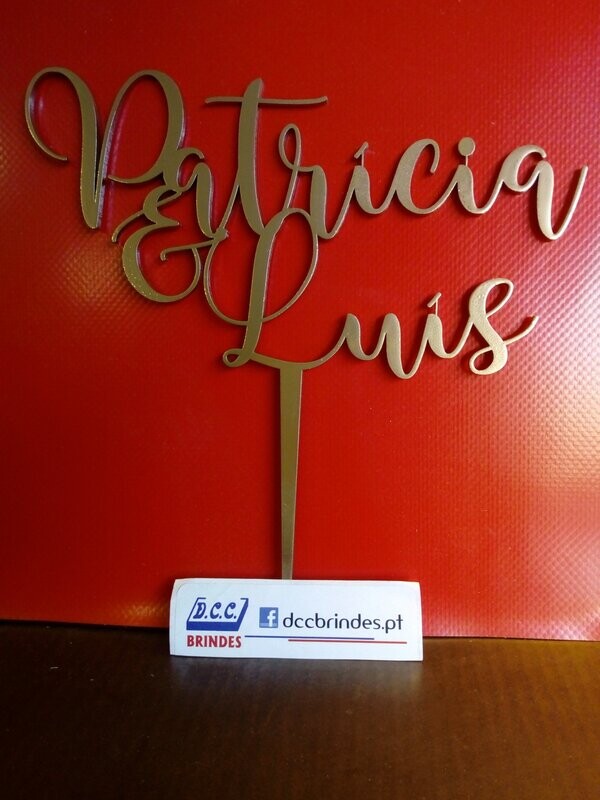 Patrícia
& Luís
D.C.C.
BRINDES
f dccbrindes.pt